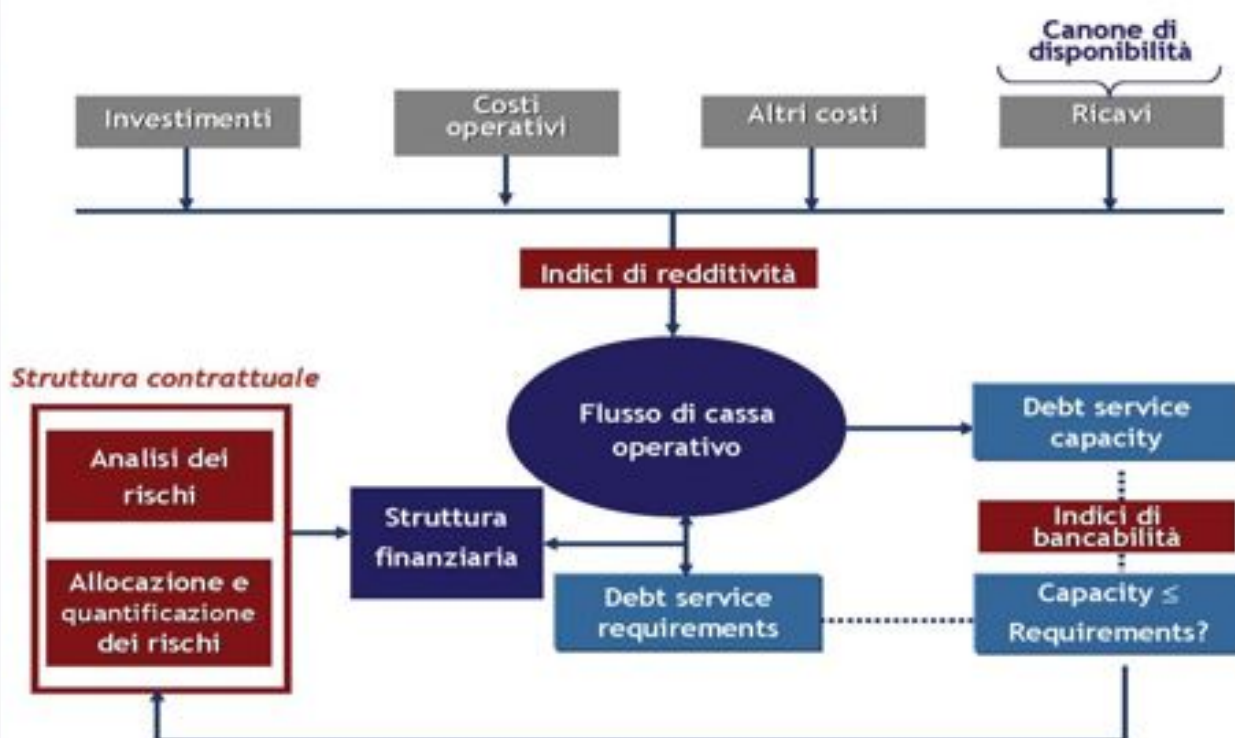 Canone di
disponibilità
Investimenti
Costi
operativi
Altri costi
Ricavi
Indici di redditività
Struttura contrattuale
Analisi dei
rischi
Allocazione e
quantificazione
dei rischi
Struttura
finanziaria
Flusso di cassa
operativo
Debt service
requirements
Debt service
capacity
Indici di
bancabilità
Capacity ≤
Requirements?